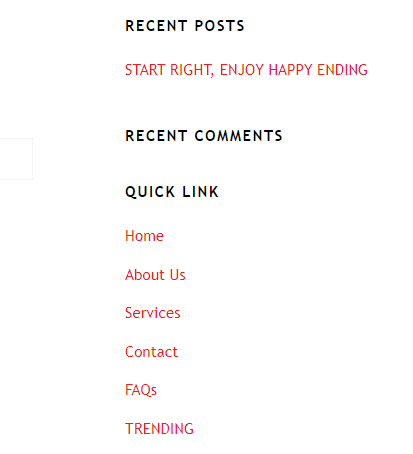 RECENT POSTS
START RIGHT, ENJOY HAPPY ENDING
RECENT COMMENTS
QUICK LINK
Home
About Us
Services
Contact
FAQs
TRENDING